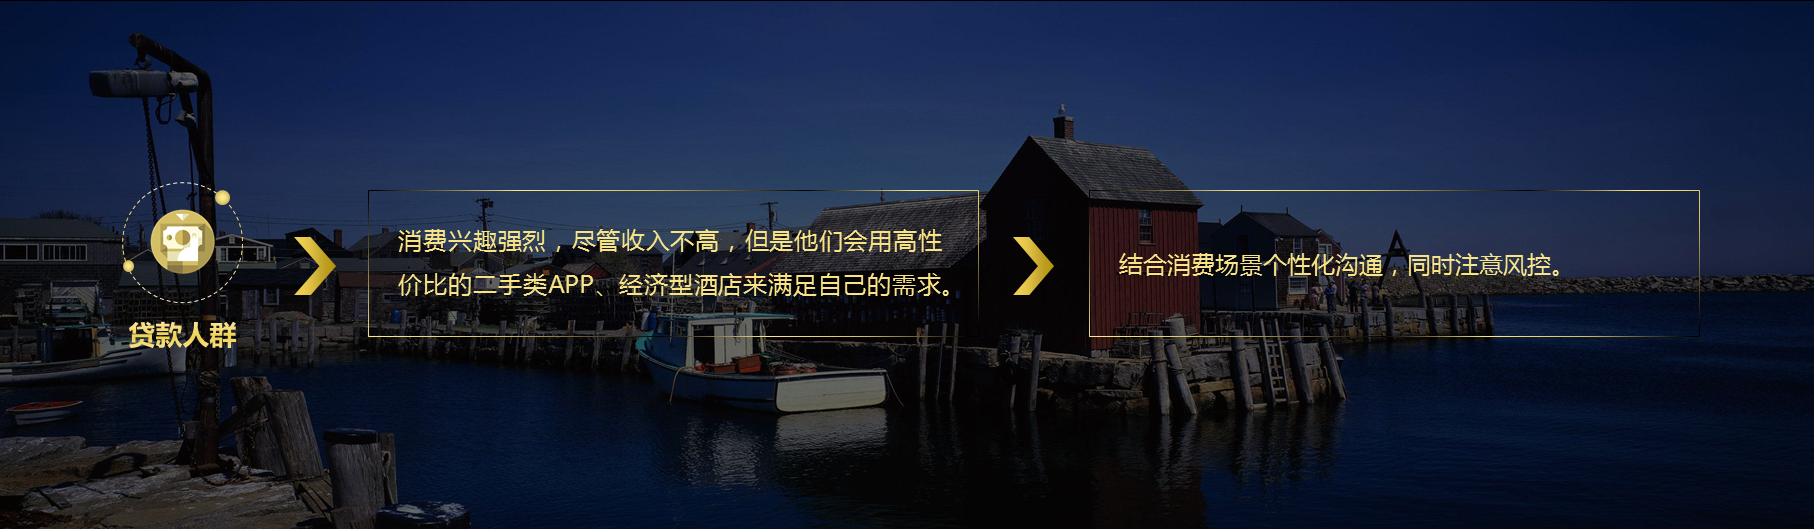 贷款人群
消费兴趣强烈，尽管收入不高，但是他们会用高性
价比的二手类APP、经济型酒店来满足自己的需求。
结合消费场景个性化沟通，同时注意风控。